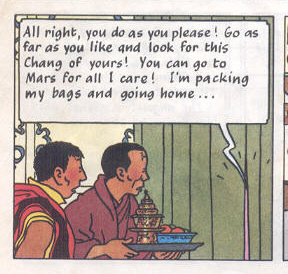 All right, you do as you please! Go as
far as you like and look for this
Chang of yours! You can go to
Mars for all I care! I'm packing
my bags and going home...